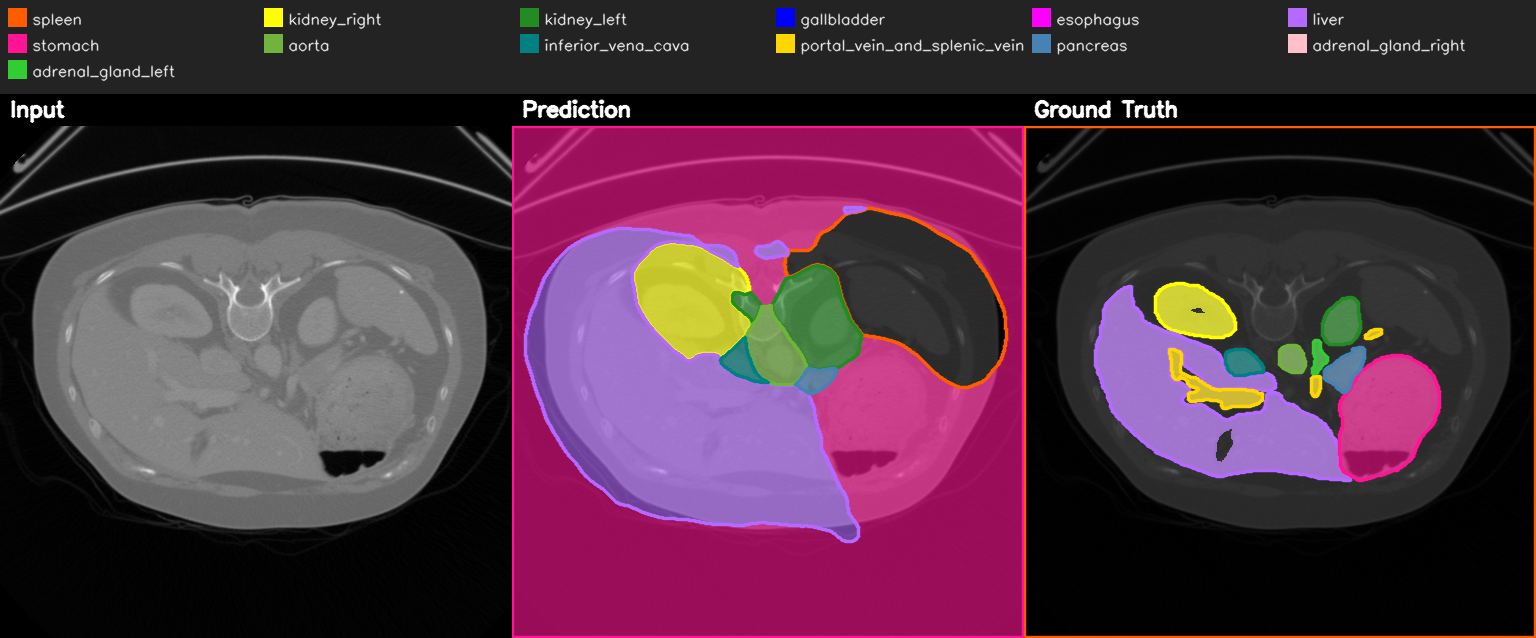 spleen kidney_right kidney_left gallbladder esophagus liver
stomach aorta inferior_vena_cava portal_vein_and_splenic_vein pancreas adrenal_gland_right
adrenal_gland_left
Input Prediction Ground Truth